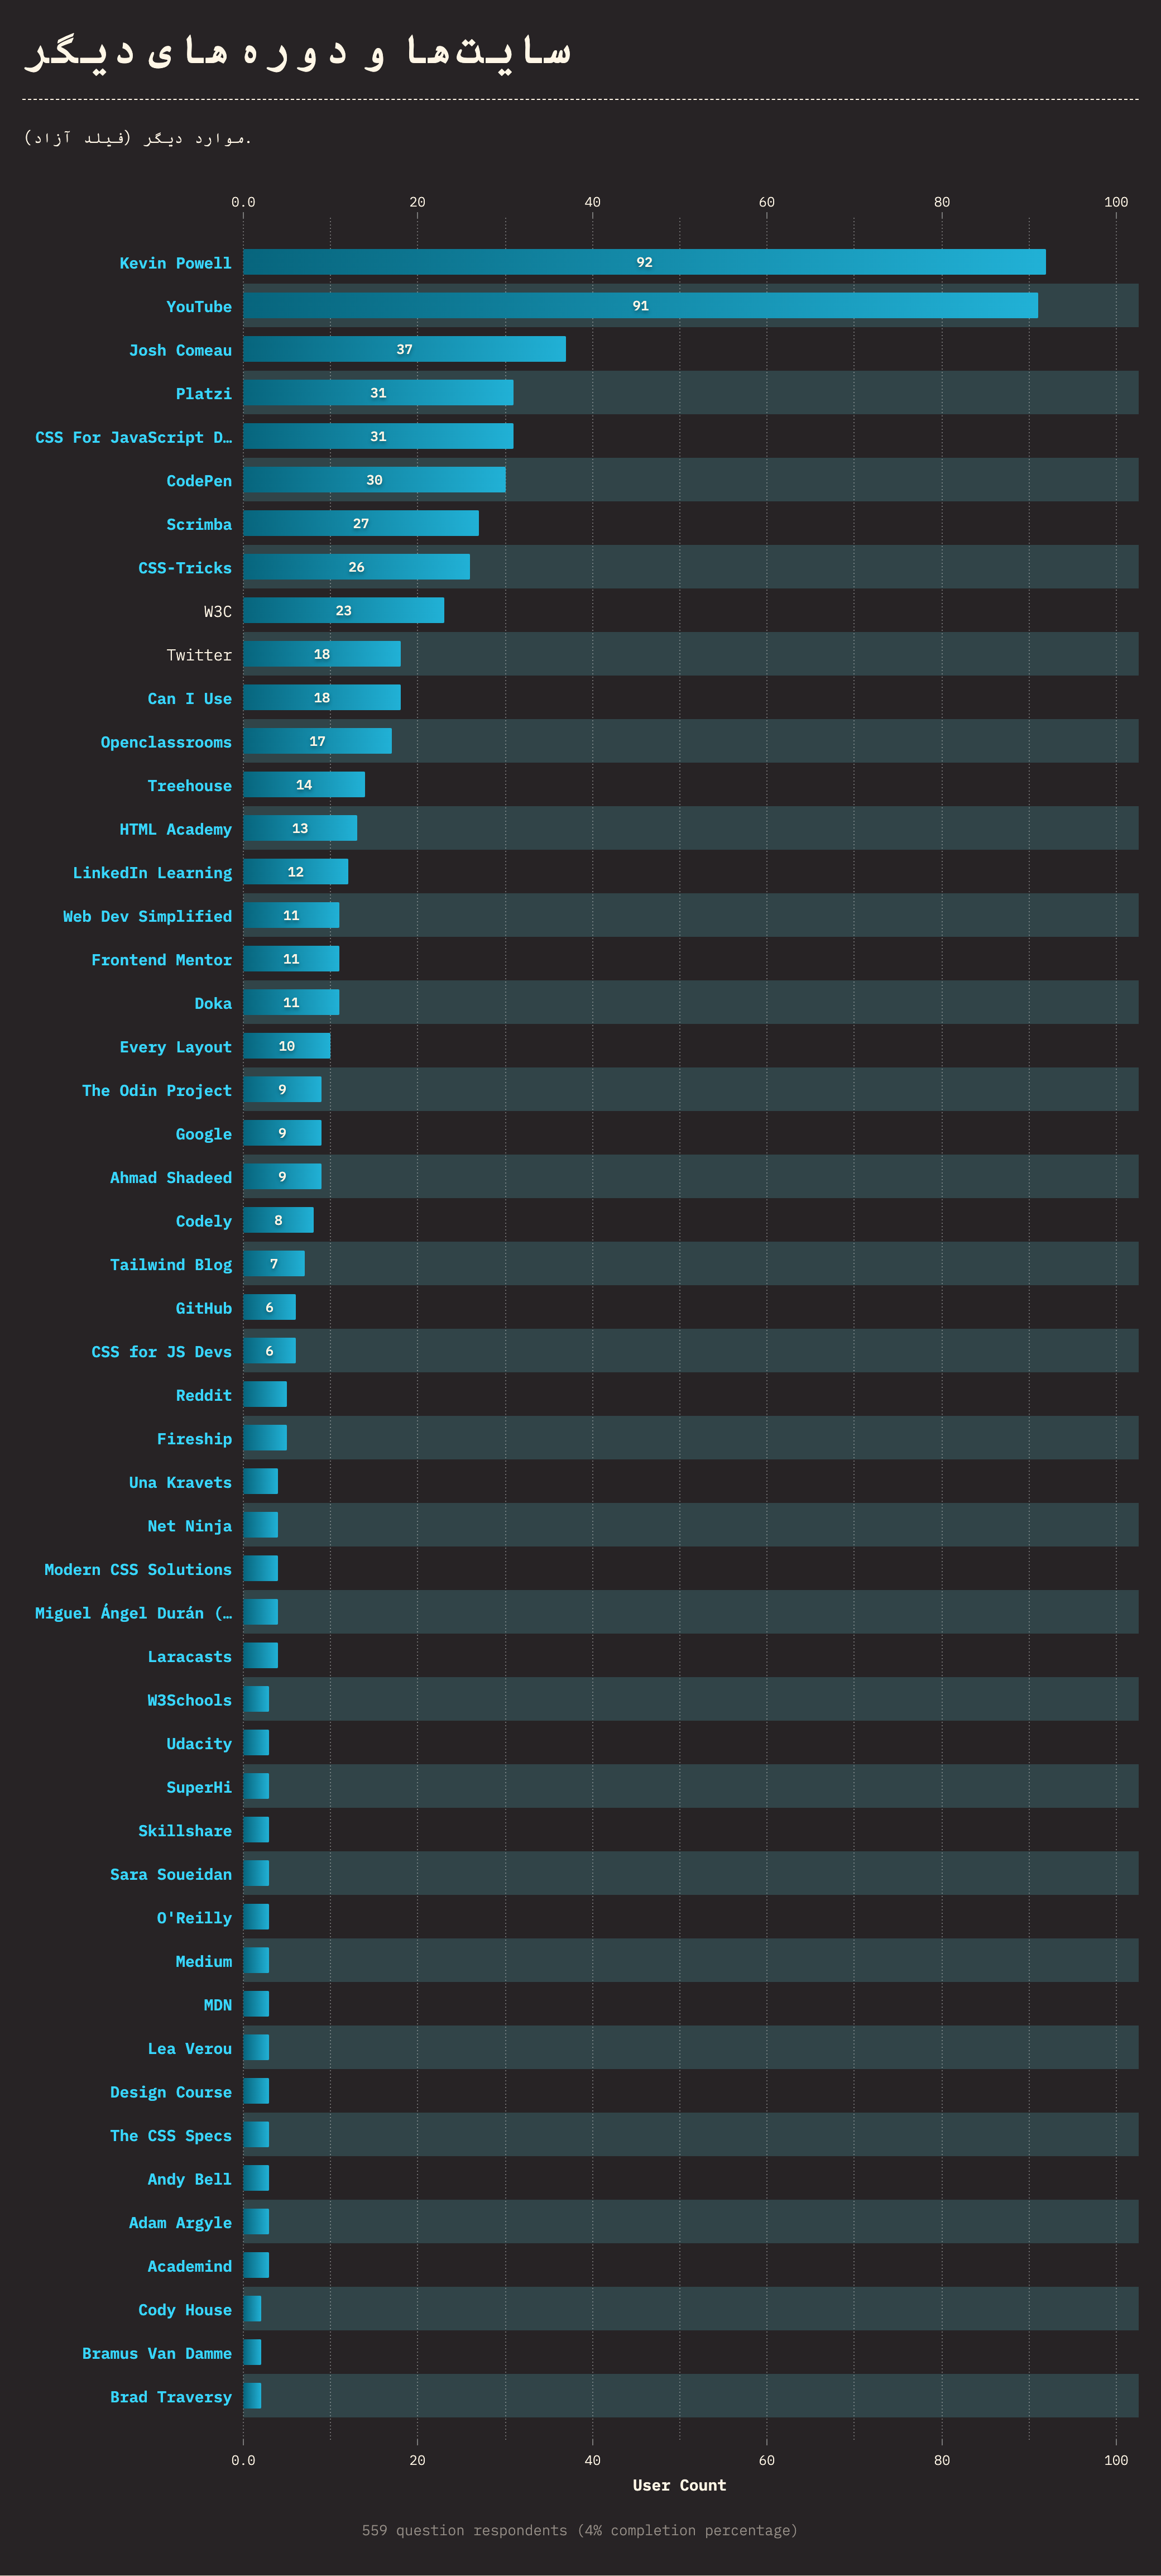 سایت‌ها و دوره های دیگر
موارد دیگر (فیلد آزاد).
0.0 20 40 60 80 100
Kevin Powell 92
YouTube 91
Josh Comeau 37
Platzi 31
CSS For JavaScript D… 31
CodePen 30
Scrimba 27
CSS-Tricks 26
W3C 23
Twitter 18
Can I Use 18
Openclassrooms 17
Treehouse 14
HTML Academy 13
LinkedIn Learning 12
Web Dev Simplified 11
Frontend Mentor 11
Doka 11
Every Layout 10
The Odin Project 9
Google 9
Ahmad Shadeed 9
Codely 8
Tailwind Blog 7
GitHub 6
CSS for JS Devs 6
Reddit
Fireship
Una Kravets
Net Ninja
Modern CSS Solutions
Miguel Ángel Durán (…
Laracasts
W3Schools
Udacity
SuperHi
Skillshare
Sara Soueidan
O'Reilly
Medium
MDN
Lea Verou
Design Course
The CSS Specs
Andy Bell
Adam Argyle
Academind
Cody House
Bramus Van Damme
Brad Traversy
0.0 20 40 60 80 100
User Count
559 question respondents (4% completion percentage)